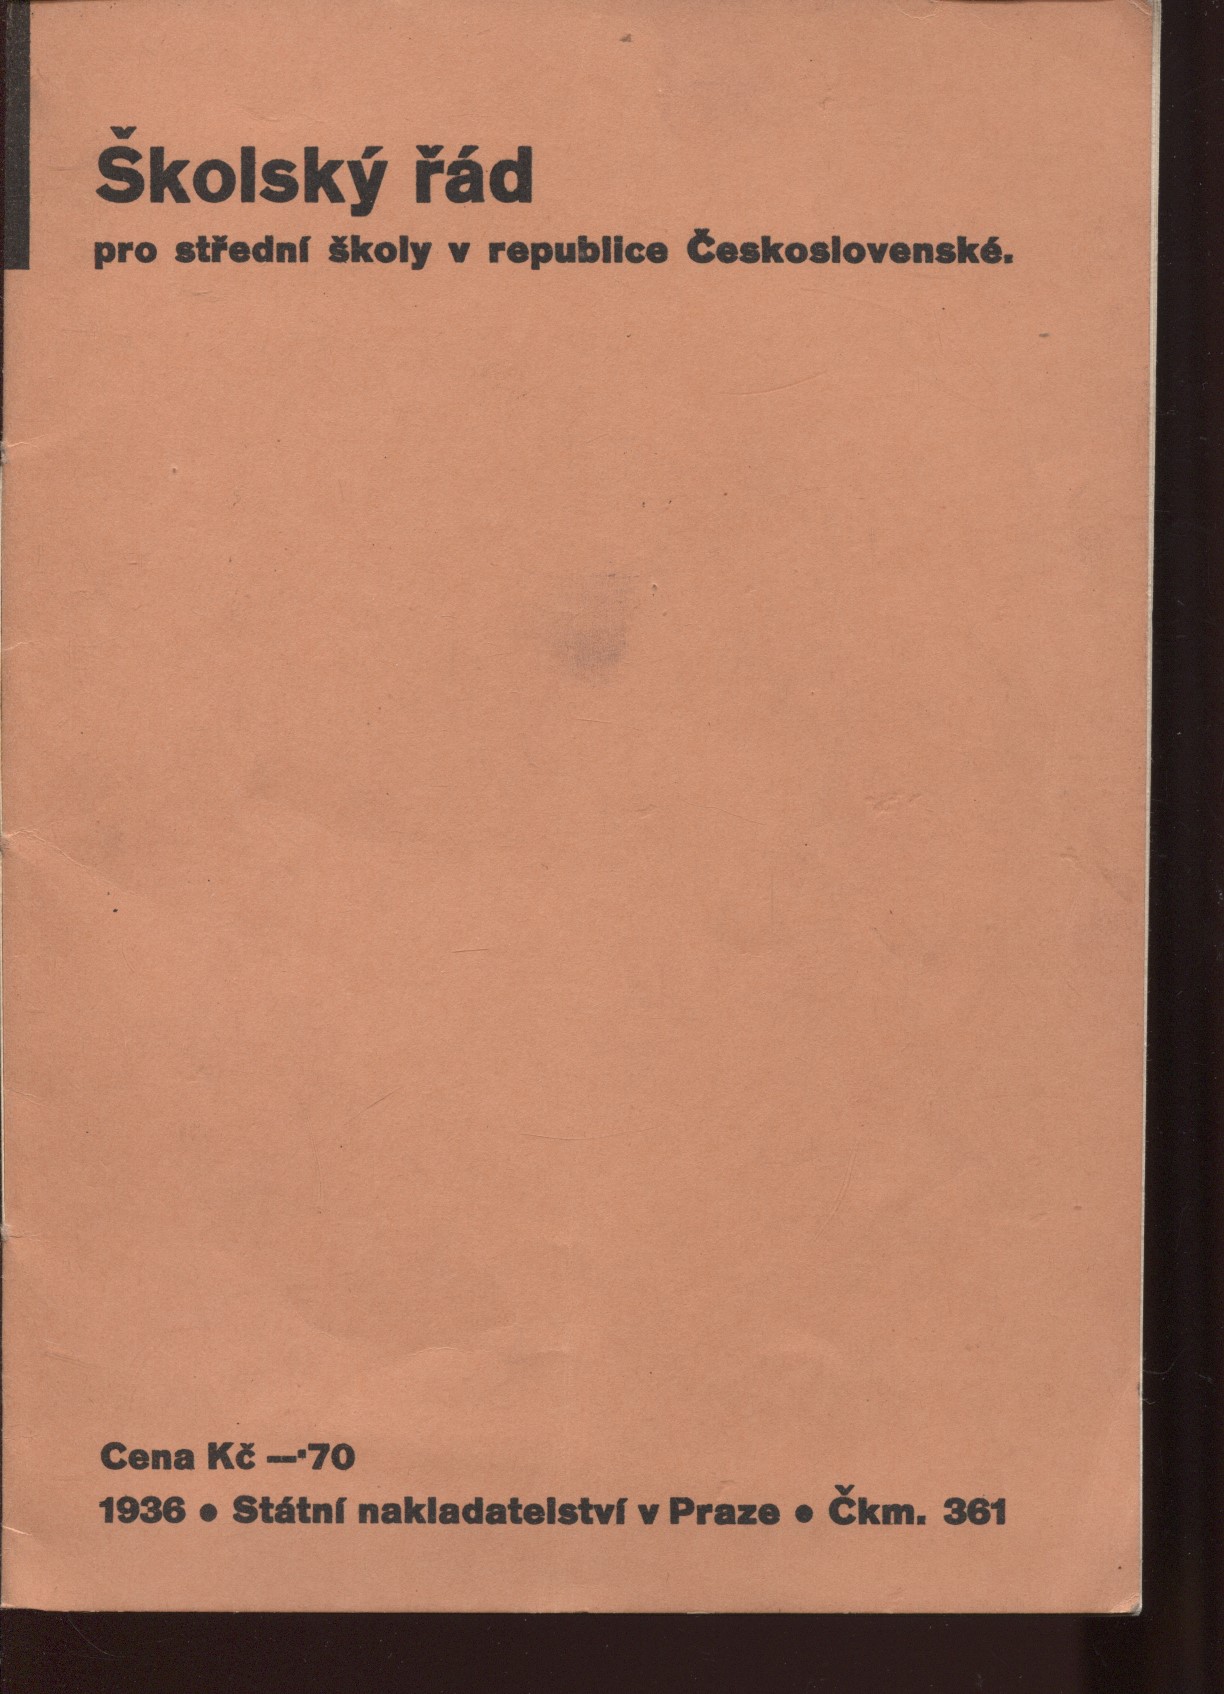 Školský řád
pro střední školy v republice Československé.
Cena Kč —·70
1936 ● Státní nakladatelství v Praze ● Čkm. 361